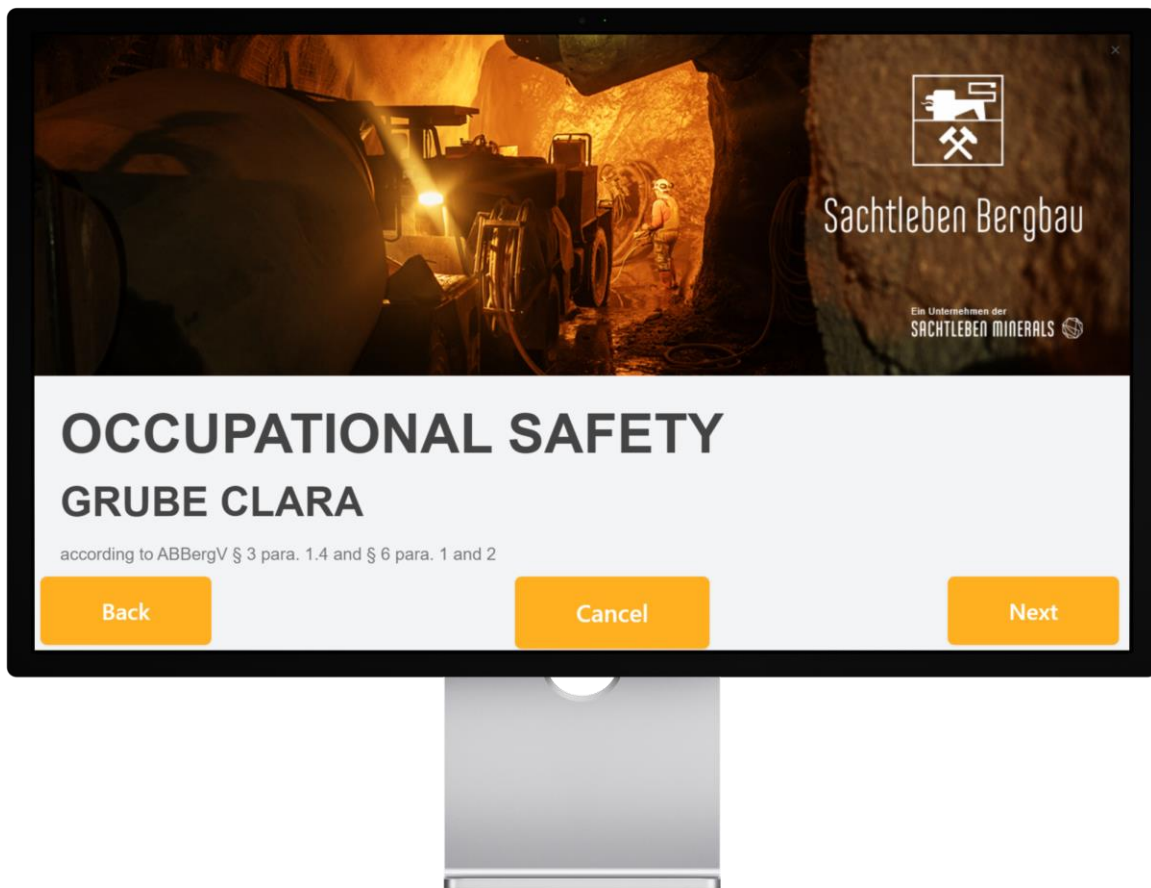 Sachtleben Bergbau
Ein Unternehmen der
SACHTLEBEN MINERALS
OCCUPATIONAL SAFETY
GRUBE CLARA
according to ABBergV § 3 para. 1.4 and § 6 para. 1 and 2
Back
Cancel
Next